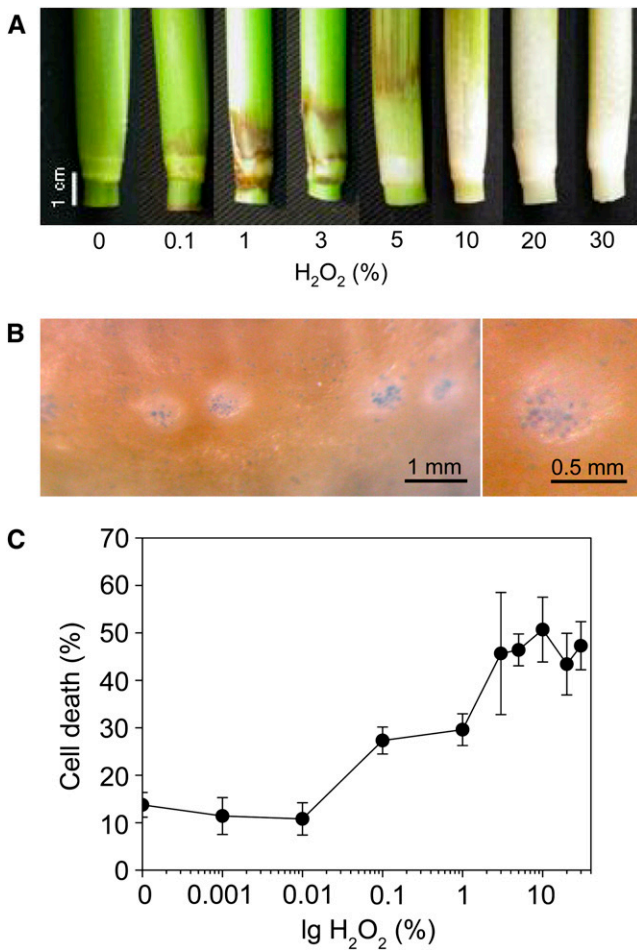 A
1 cm
0 0.1 1 3 5 10 20 30
H₂O₂ (%)
B
1 mm
0.5 mm
C
70
60
50
40
30
20
10
0
Cell death (%)
0 0.001 0.01 0.1 1 10
lg H₂O₂ (%)